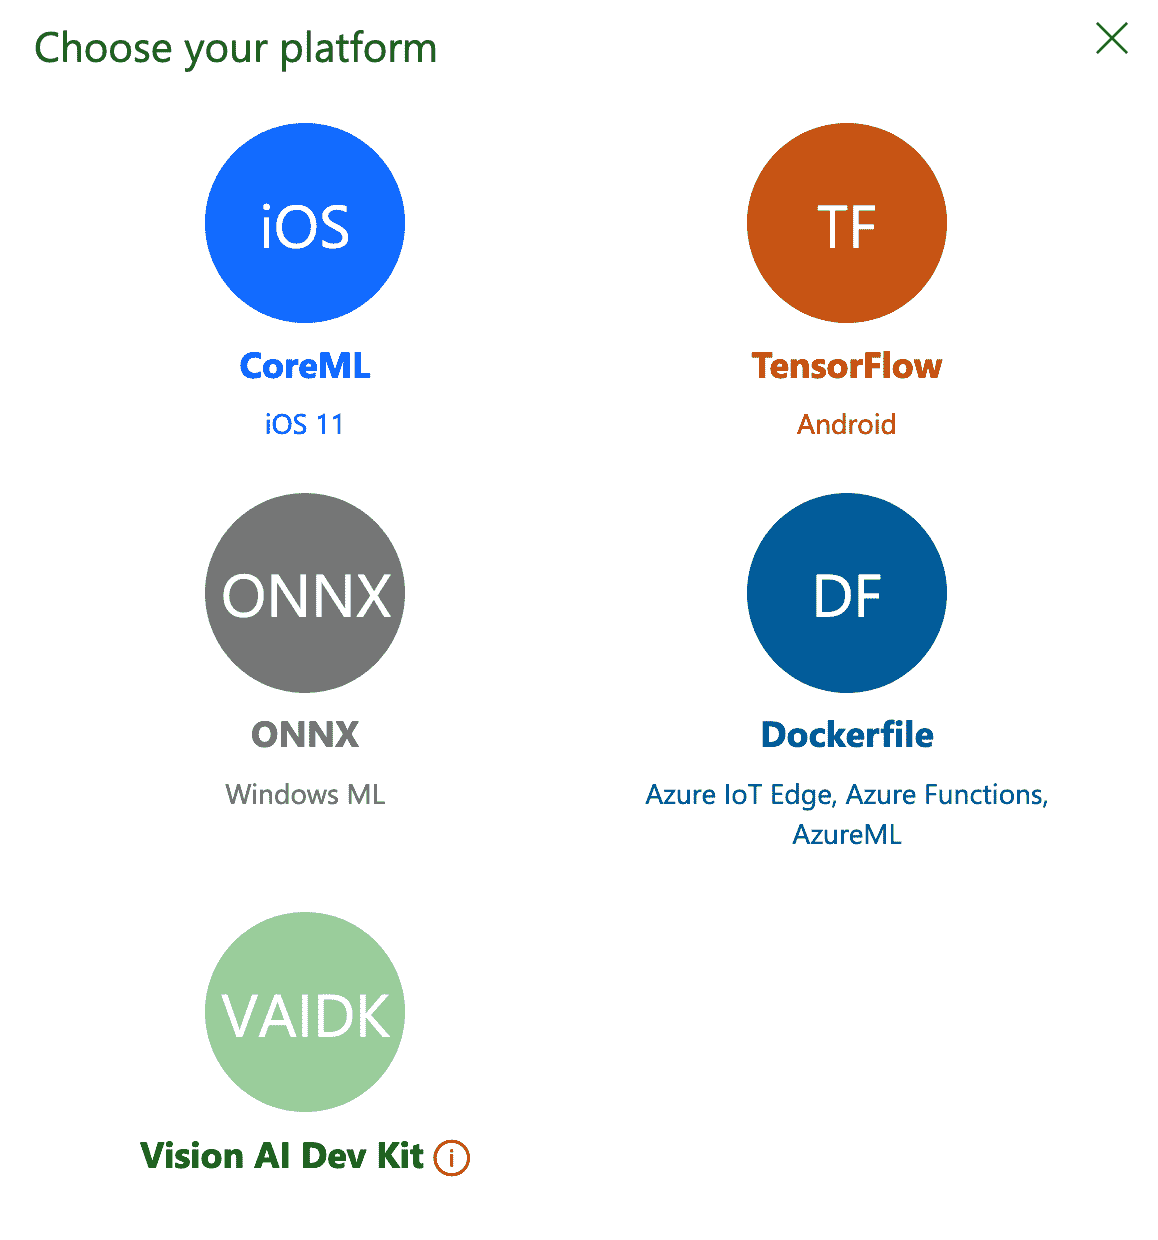 Choose your platform
iOS
TF
CoreML
TensorFlow
iOS 11
Android
ONNX
DF
ONNX
Dockerfile
Windows ML
Azure IoT Edge, Azure Functions,
AzureML
VAIDK
Vision AI Dev Kit i